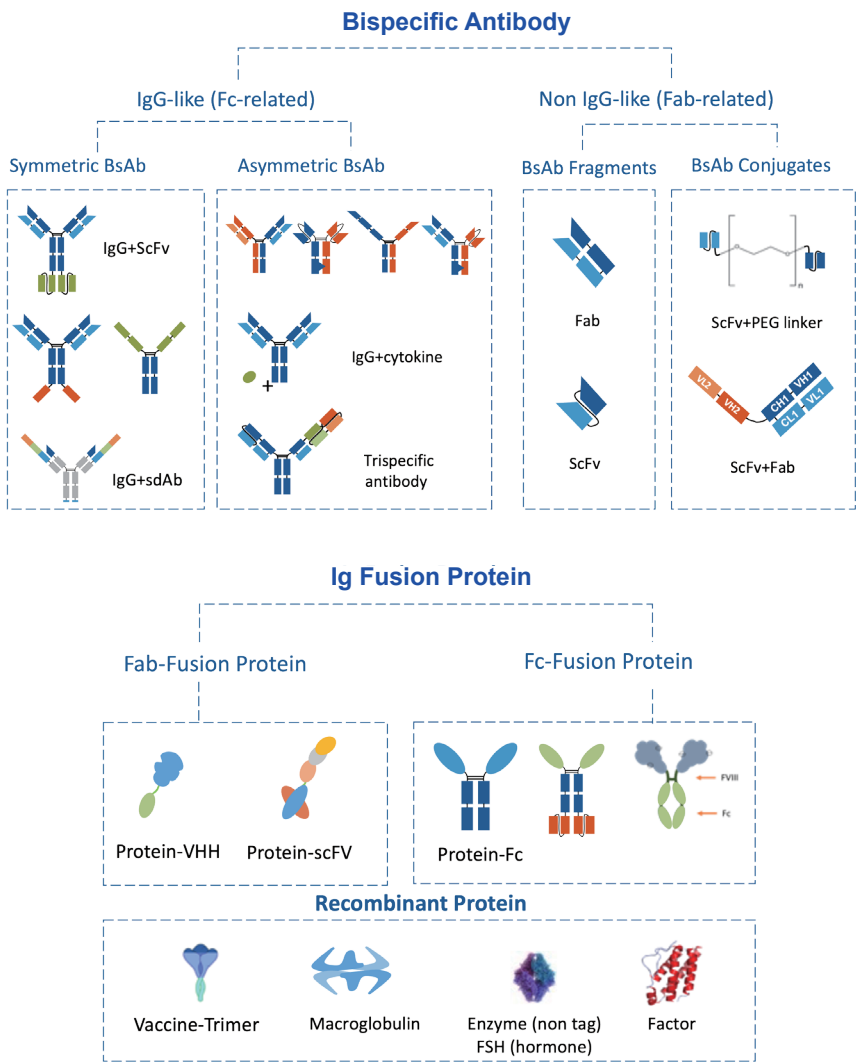 Bispecific Antibody
IgG-like (Fc-related)
Non IgG-like (Fab-related)
Symmetric BsAb
Asymmetric BsAb
BsAb Fragments
BsAb Conjugates
IgG+ScFv
IgG+sdAb
IgG+cytokine
+
Trispecific
antibody
Fab
ScFv
o
o
n
ScFv+PEG linker
VL2
VH2
CH1
VH1
CL1
VL1
ScFv+Fab
Ig Fusion Protein
Fab-Fusion Protein
Fc-Fusion Protein
Protein-VHH
Protein-scFV
Protein-Fc
FVIII
Fc
Recombinant Protein
Vaccine-Trimer
Macroglobulin
Enzyme (non tag)
FSH (hormone)
Factor